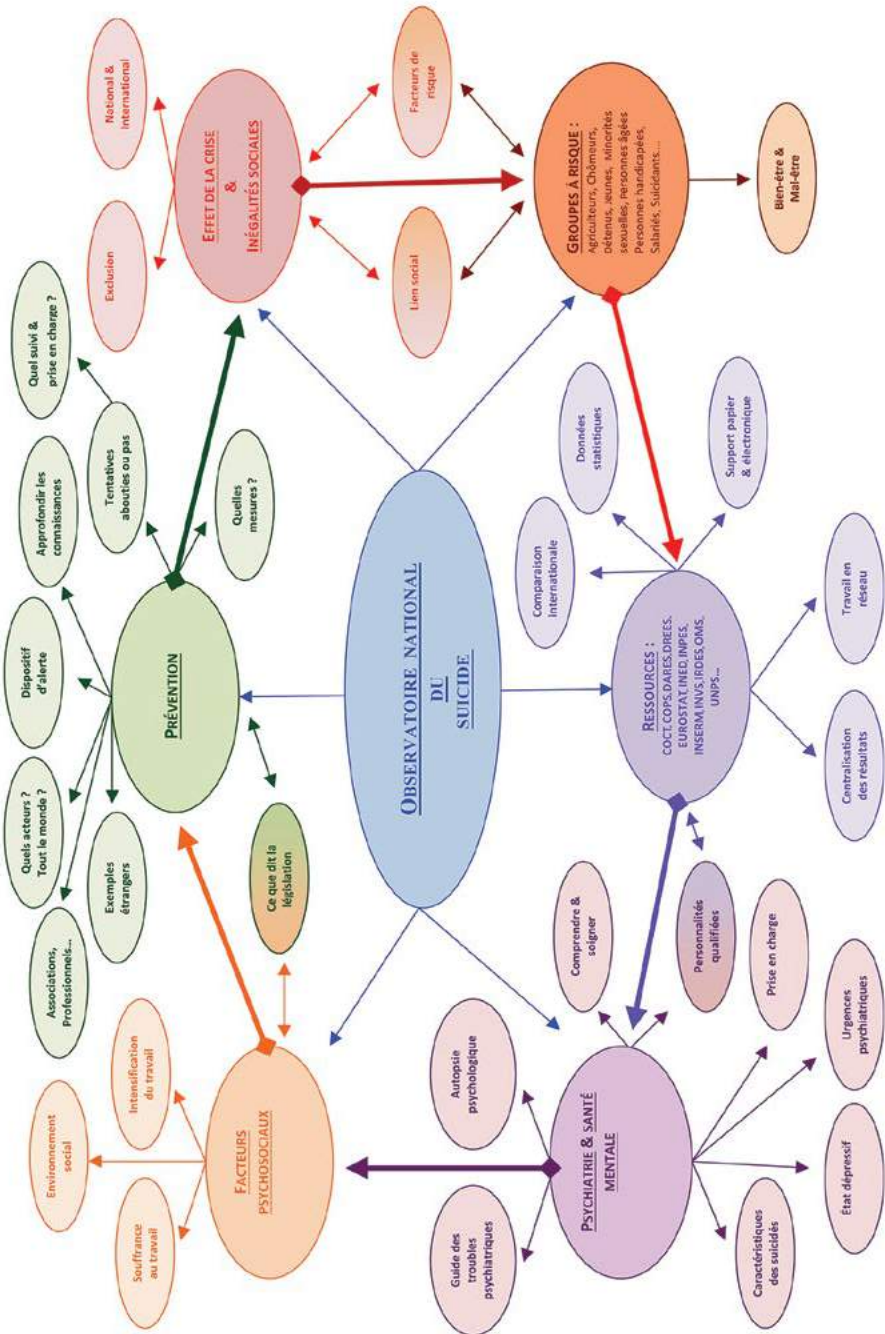 Environnement
social
Souffrance
au travail
Intensification
du travail
FACTEURS
PSYCHOSOCIAUX
Associations,
Professionnels...
Quels acteurs ?
Tout le monde ?
Dispositif
d'alerte
Approfondir les
connaissances
Quel suivi &
prise en charge?
Exemples
étrangers
Tentatives
abouties ou pas
PRÉVENTION
Quelles
mesures ?
Ce que dit la
législation
Exclusion
National &
International
EFFET DE LA CRISE
&
INÉGALITÉS SOCIALES
OBSERVATOIRE NATIONAL
DU
SUICIDE
Lien social
Facteurs de
risque
Guide des
troubles
psychiatriques
Autopsie
psychologique
Comprendre &
soigner
PSYCHIATRIE & SANTÉ
MENTALE
Personnalités
qualifiées
Prise en charge
Caractéristiques
des suicidés
État dépressif
Urgences
psychiatriques
Comparaison
Internationale
Données
statistiques
RESSOURCES :
COCT, COPS,DARES,DREES,
EUROSTAT, INED,INPES,
INSERM,INVS,IRDES,OMS,
UNPS...
Support papier
& électronique
Centralisation
des résultats
Travail en
réseau
GROUPES À RISQUE :
Agriculteurs, Chômeurs,
Détenus, Jeunes, Minorités
sexuelles, Personnes âgées
Personnes handicapées,
Salariés, Suicidants....
Bien-être &
Mal-être